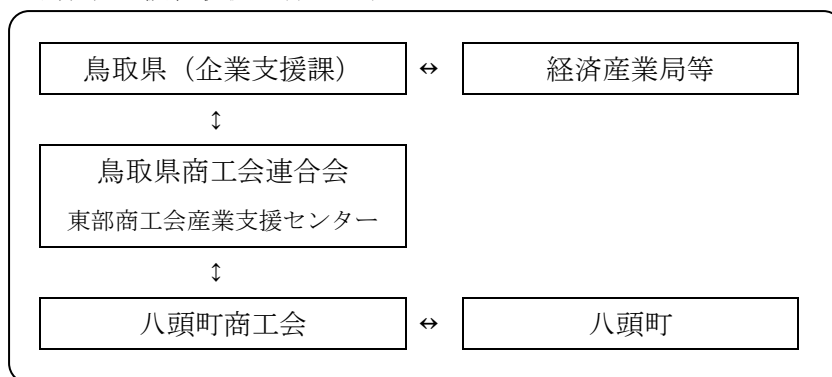 鳥取県（企業支援課） ↔ 経済産業局等
↕
鳥取県商工会連合会
東部商工会産業支援センター
↕
八頭町商工会 ↔ 八頭町